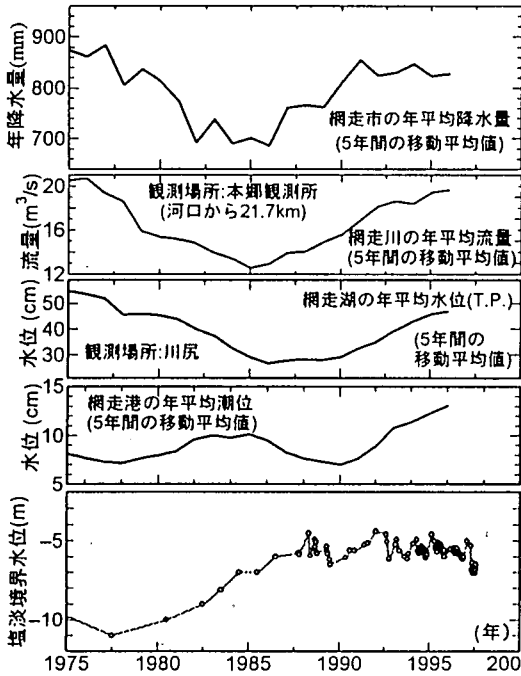 900
800
700
年降水量(mm)
網走市の年平均降水量
(5年間の移動平均値)
20
16
12
流量(m³/s)
観測場所:本郷観測所
(河口から21.7km)
網走川の年平均流量
(5年間の移動平均値)
50
40
30
水位 (cm)
網走湖の年平均水位(T.P.)
(5年間の
移動平均値)
観測場所:川尻
15
10
5
水位 (cm)
網走港の年平均潮位
(5年間の移動平均値)
-5
-10
塩淡境界水位(m)
(年)
1975 1980 1985 1990 1995 200